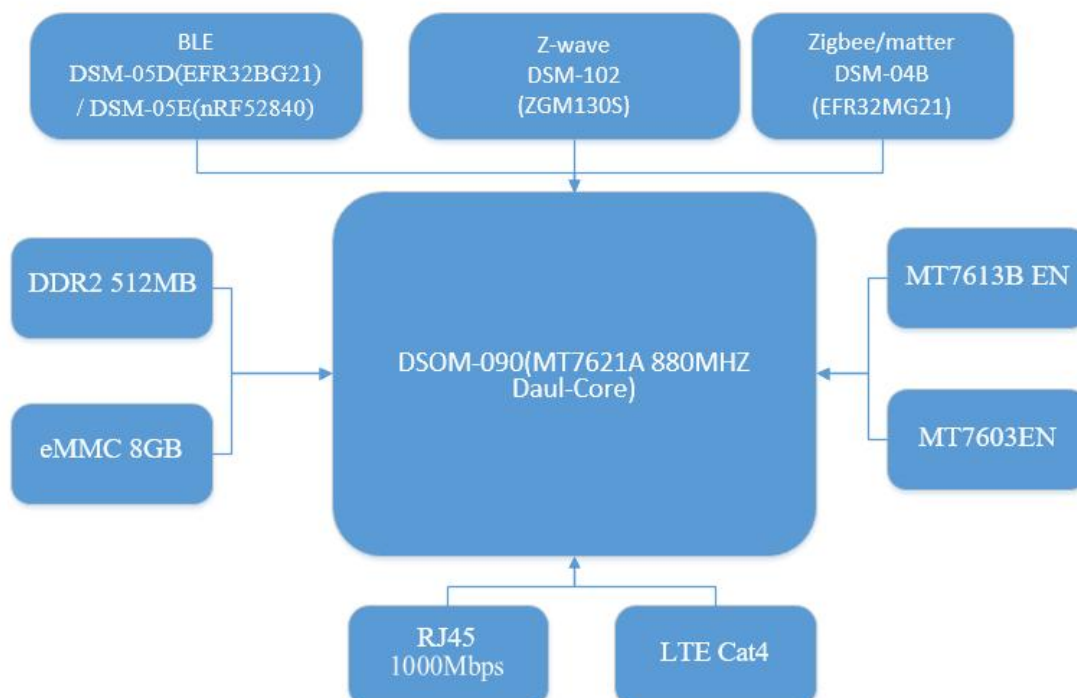 BLE
DSM-05D(EFR32BG21)
/ DSM-05E(nRF52840)
Z-wave
DSM-102
(ZGM130S)
Zigbee/matter
DSM-04B
(EFR32MG21)
DDR2 512MB
eMMC 8GB
DSOM-090(MT7621A 880MHZ
Daul-Core)
MT7613B EN
MT7603EN
RJ45
1000Mbps
LTE Cat4